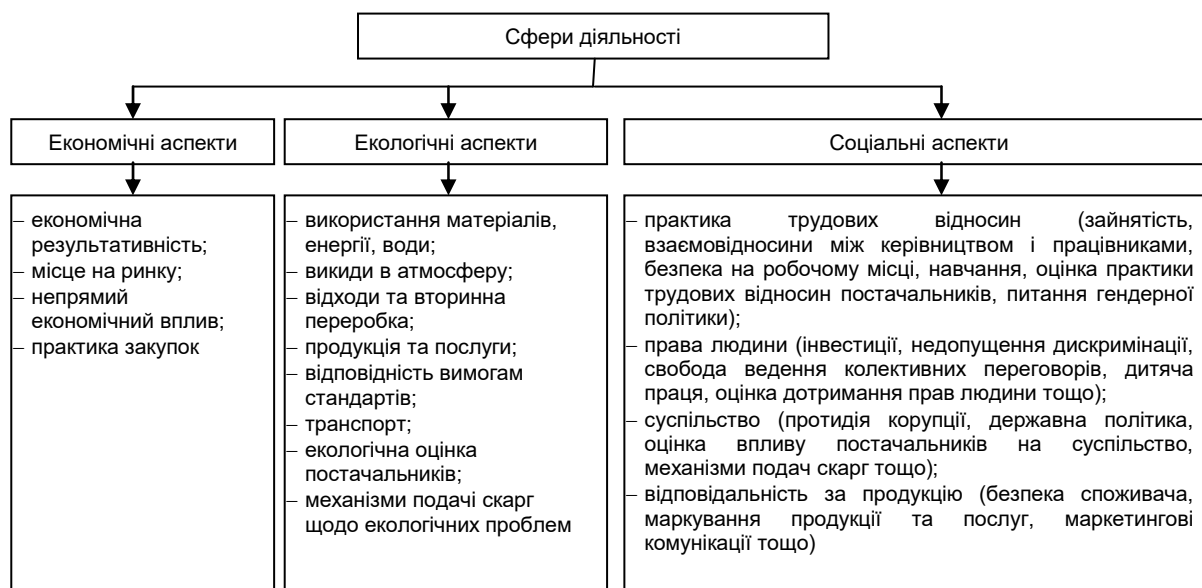 Сфери діяльності
Економічні аспекти
Екологічні аспекти
Соціальні аспекти
– економічна
результативність;
– місце на ринку;
– непрямий
економічний вплив;
– практика закупок
– використання матеріалів,
енергії, води;
– викиди в атмосферу;
– відходи та вторинна
переробка;
– продукція та послуги;
– відповідність вимогам
стандартів;
– транспорт;
– екологічна оцінка
постачальників;
– механізми подачі скарг
щодо екологічних проблем
– практика трудових відносин (зайнятість,
взаємовідносини між керівництвом і працівниками,
безпека на робочому місці, навчання, оцінка практики
трудових відносин постачальників, питання гендерної
політики);
– права людини (інвестиції, недопущення дискримінації,
свобода ведення колективних переговорів, дитяча
праця, оцінка дотримання прав людини тощо);
– суспільство (протидія корупції, державна політика,
оцінка впливу постачальників на суспільство,
механізми подач скарг тощо);
– відповідальність за продукцію (безпека споживача,
маркування продукції та послуг, маркетингові
комунікації тощо)